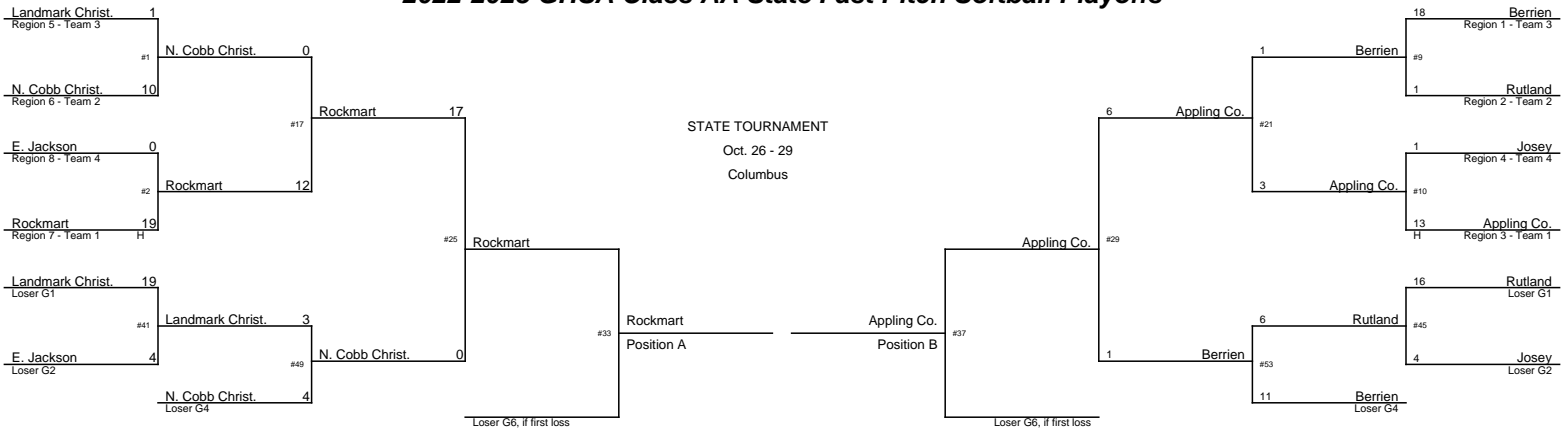 2022-2023 GHSA Class AA State Fast Pitch Softball Playoffs
Landmark Christ. 1
Region 5 - Team 3
#1
N. Cobb Christ. 0
N. Cobb Christ. 10
Region 6 - Team 2
#17
Rockmart 17
E. Jackson 0
Region 8 - Team 4
#2
Rockmart 12
Rockmart 19
Region 7 - Team 1 H
#25
Rockmart
Landmark Christ. 19
Loser G1
#41
Landmark Christ. 3
E. Jackson 4
Loser G2
#49
N. Cobb Christ. 0
N. Cobb Christ. 4
Loser G4
#33
Rockmart
Position A
Loser G6, if first loss
STATE TOURNAMENT
Oct. 26 - 29
Columbus
18 Berrien
Region 1 - Team 3
1 Berrien
#9
1 Rutland
Region 2 - Team 2
6 Appling Co.
#21
1 Josey
Region 4 - Team 4
3 Appling Co.
#10
13 Appling Co.
H Region 3 - Team 1
Appling Co.
#29
16 Rutland
Loser G1
6 Rutland
#45
4 Josey
Loser G2
1 Berrien
#53
11 Berrien
Loser G4
Appling Co.
#37
Position B
Loser G6, if first loss